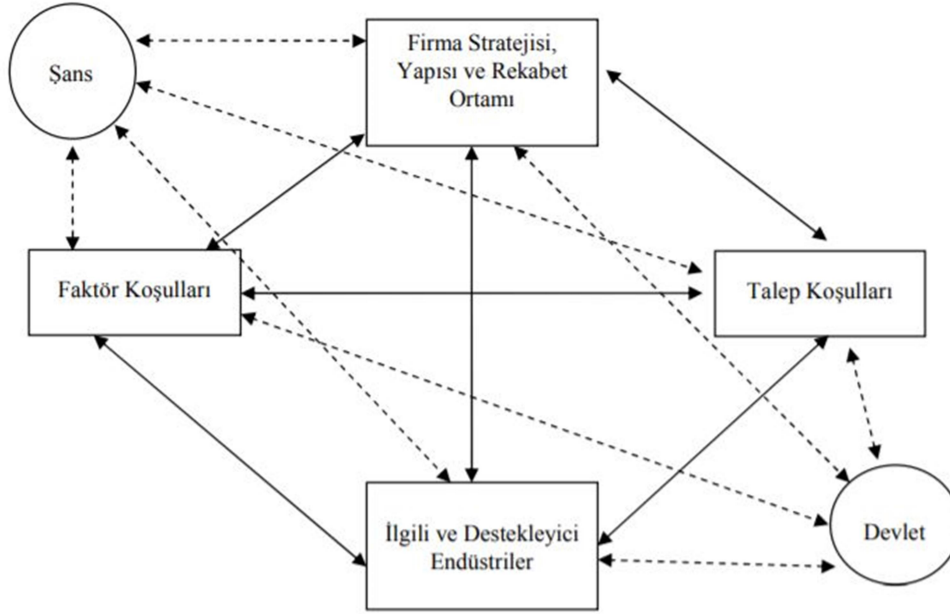 Şans
Firma Stratejisi,
Yapısı ve Rekabet
Ortamı
Faktör Koşulları
Talep Koşulları
İlgili ve Destekleyici
Endüstriler
Devlet